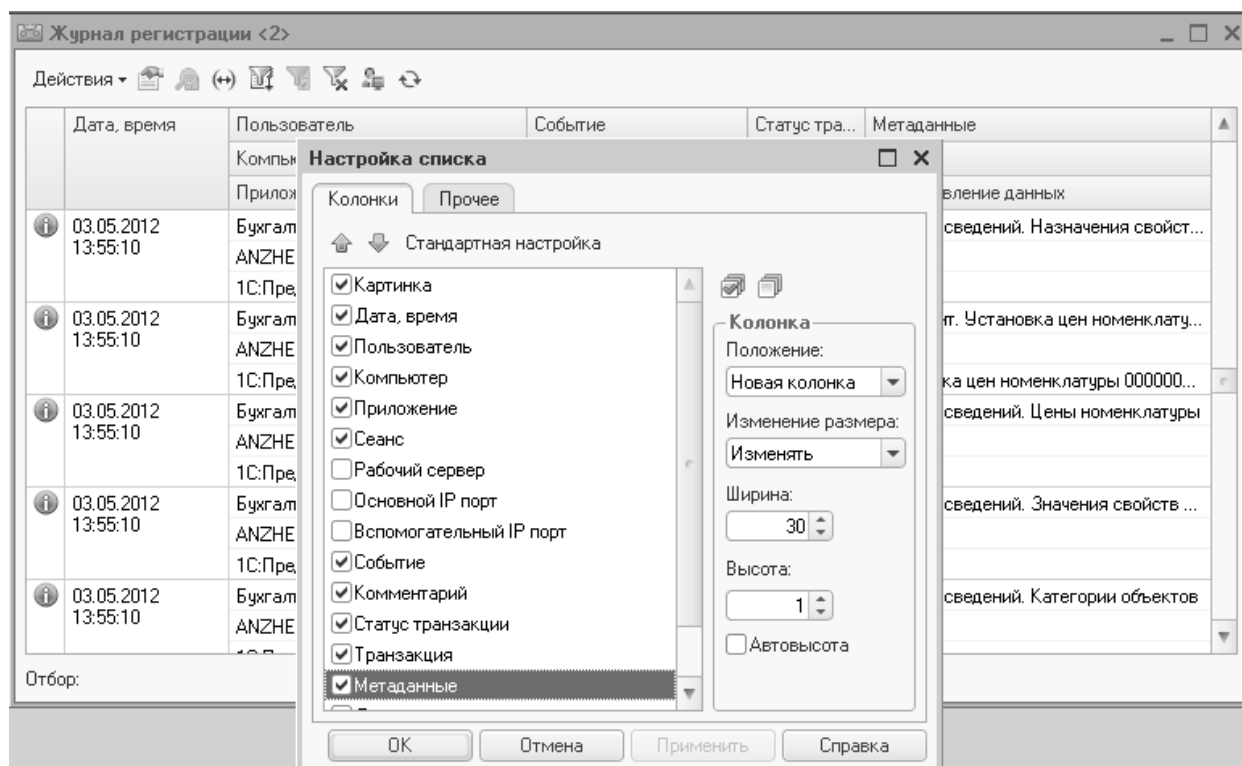 Журнал регистрации <2>
Действия
Дата, время Пользователь Событие Статус тра... Метаданные
Настройка списка
Колонки Прочее
Стандартная настройка
Картинка
Дата, время
Пользователь
Компьютер
Приложение
Сеанс
Рабочий сервер
Основной IP порт
Вспомогательный IP порт
Событие
Комментарий
Статус транзакции
Транзакция
Метаданные
Колонка
Положение:
Новая колонка
Изменение размера:
Изменять
Ширина:
30
Высота:
1
Автовысота
ОК Отмена Применить Справка
03.05.2012
13:55:10
ANZHE
сведений. Назначения свойст...
03.05.2012
13:55:10
ANZHE
Установка цен номенклату...
цен номенклатуры 000000...
03.05.2012
13:55:10
ANZHE
сведений. Цены номенклатуры
03.05.2012
13:55:10
ANZHE
сведений. Значения свойств ...
03.05.2012
13:55:10
ANZHE
сведений. Категории объектов
Отбор: